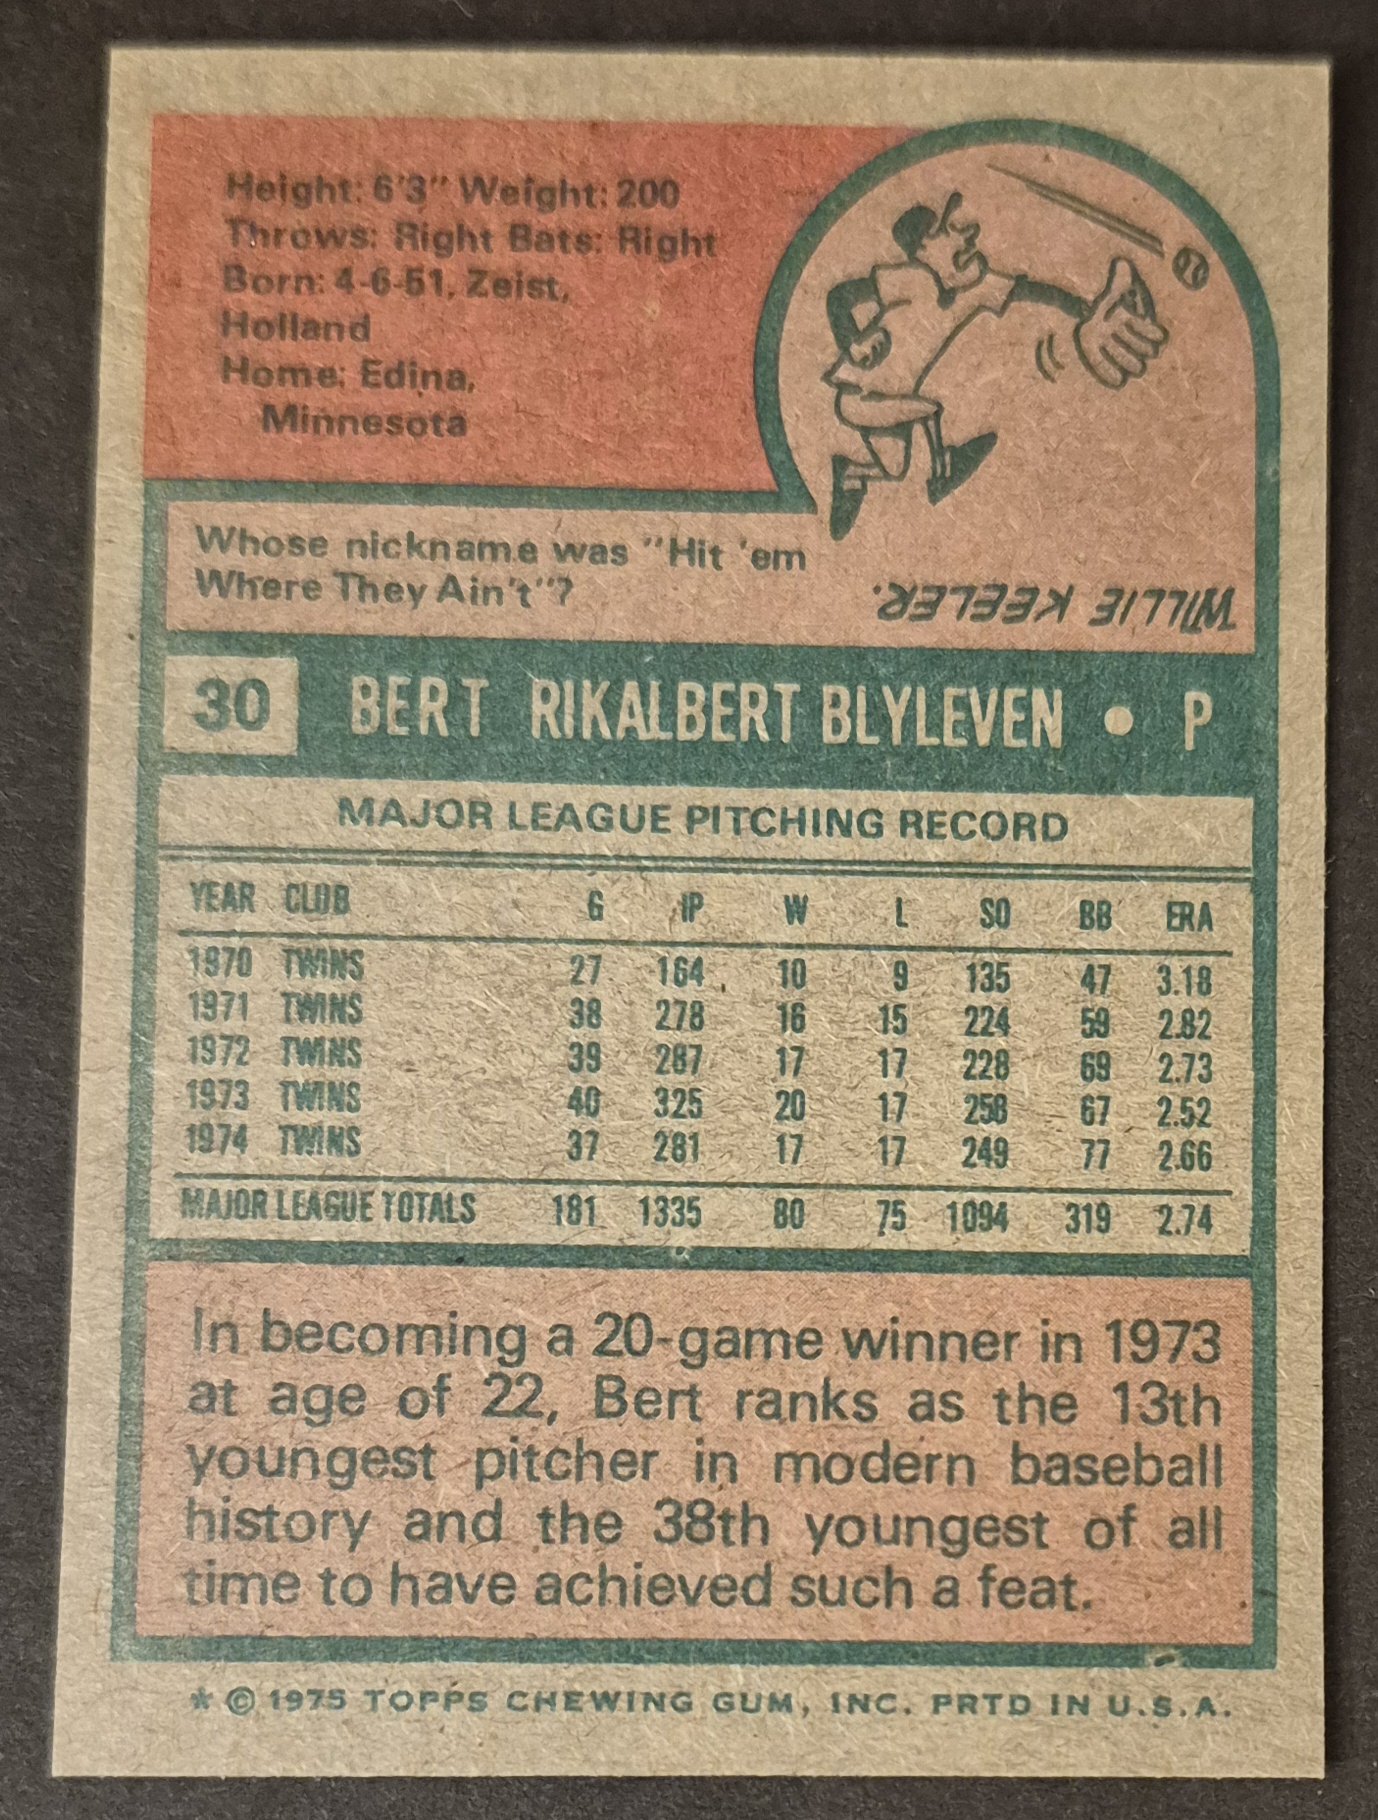 Height: 6'3" Weight: 200
Throws: Right Bats: Right
Born: 4-6-51, Zeist,
Holland
Home: Edina,
Minnesota
Whose nickname was "Hit 'em
Where They Ain't"?
WILLIE KEELER.
30 BERT RIKALBERT BLYLEVEN • P
MAJOR LEAGUE PITCHING RECORD
YEAR CLUB G IP W L SO BB ERA
1970 TWINS 27 164 10 9 135 47 3.18
1971 TWINS 38 278 16 15 224 59 2.82
1972 TWINS 39 287 17 17 228 69 2.73
1973 TWINS 40 325 20 17 258 67 2.52
1974 TWINS 37 281 17 17 249 77 2.66
MAJOR LEAGUE TOTALS 181 1335 80 75 1094 319 2.74
In becoming a 20-game winner in 1973
at age of 22, Bert ranks as the 13th
youngest pitcher in modern baseball
history and the 38th youngest of all
time to have achieved such a feat.
* © 1975 TOPPS CHEWING GUM, INC. PRTD IN U.S.A.